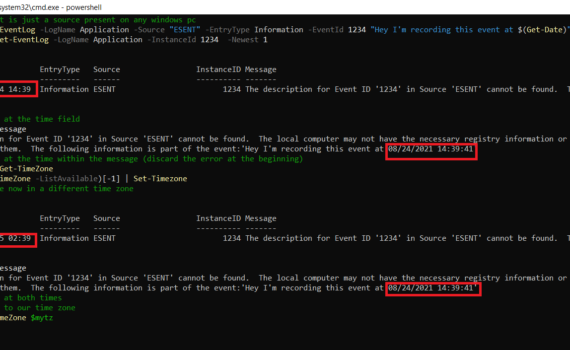 system32\cmd.exe - powershell
t is just a source present on any windows pc
EventLog -LogName Application -Source "ESENT" -EntryType Information -EventId 1234 "Hey I'm recording this event at $(Get-Date)"
et-EventLog -LogName Application -InstanceId 1234 -Newest 1
EntryType Source InstanceID Message
--------- ------ ---------- -------
4 14:39 Information ESENT 1234 The description for Event ID '1234' in Source 'ESENT' cannot be found. T
at the time field
essage
n for Event ID '1234' in Source 'ESENT' cannot be found. The local computer may not have the necessary registry information or
them. The following information is part of the event:'Hey I'm recording this event at 08/24/2021 14:39:41'
at the time within the message (discard the error at the beginning)
Get-TimeZone
imeZone -ListAvailable)[-1] | Set-Timezone
e now in a different time zone
EntryType Source InstanceID Message
--------- ------ ---------- -------
5 02:39 Information ESENT 1234 The description for Event ID '1234' in Source 'ESENT' cannot be found. T
essage
n for Event ID '1234' in Source 'ESENT' cannot be found. The local computer may not have the necessary registry information or
them. The following information is part of the event:'Hey I'm recording this event at 08/24/2021 14:39:41'
at both times
to our time zone
meZone $mytz